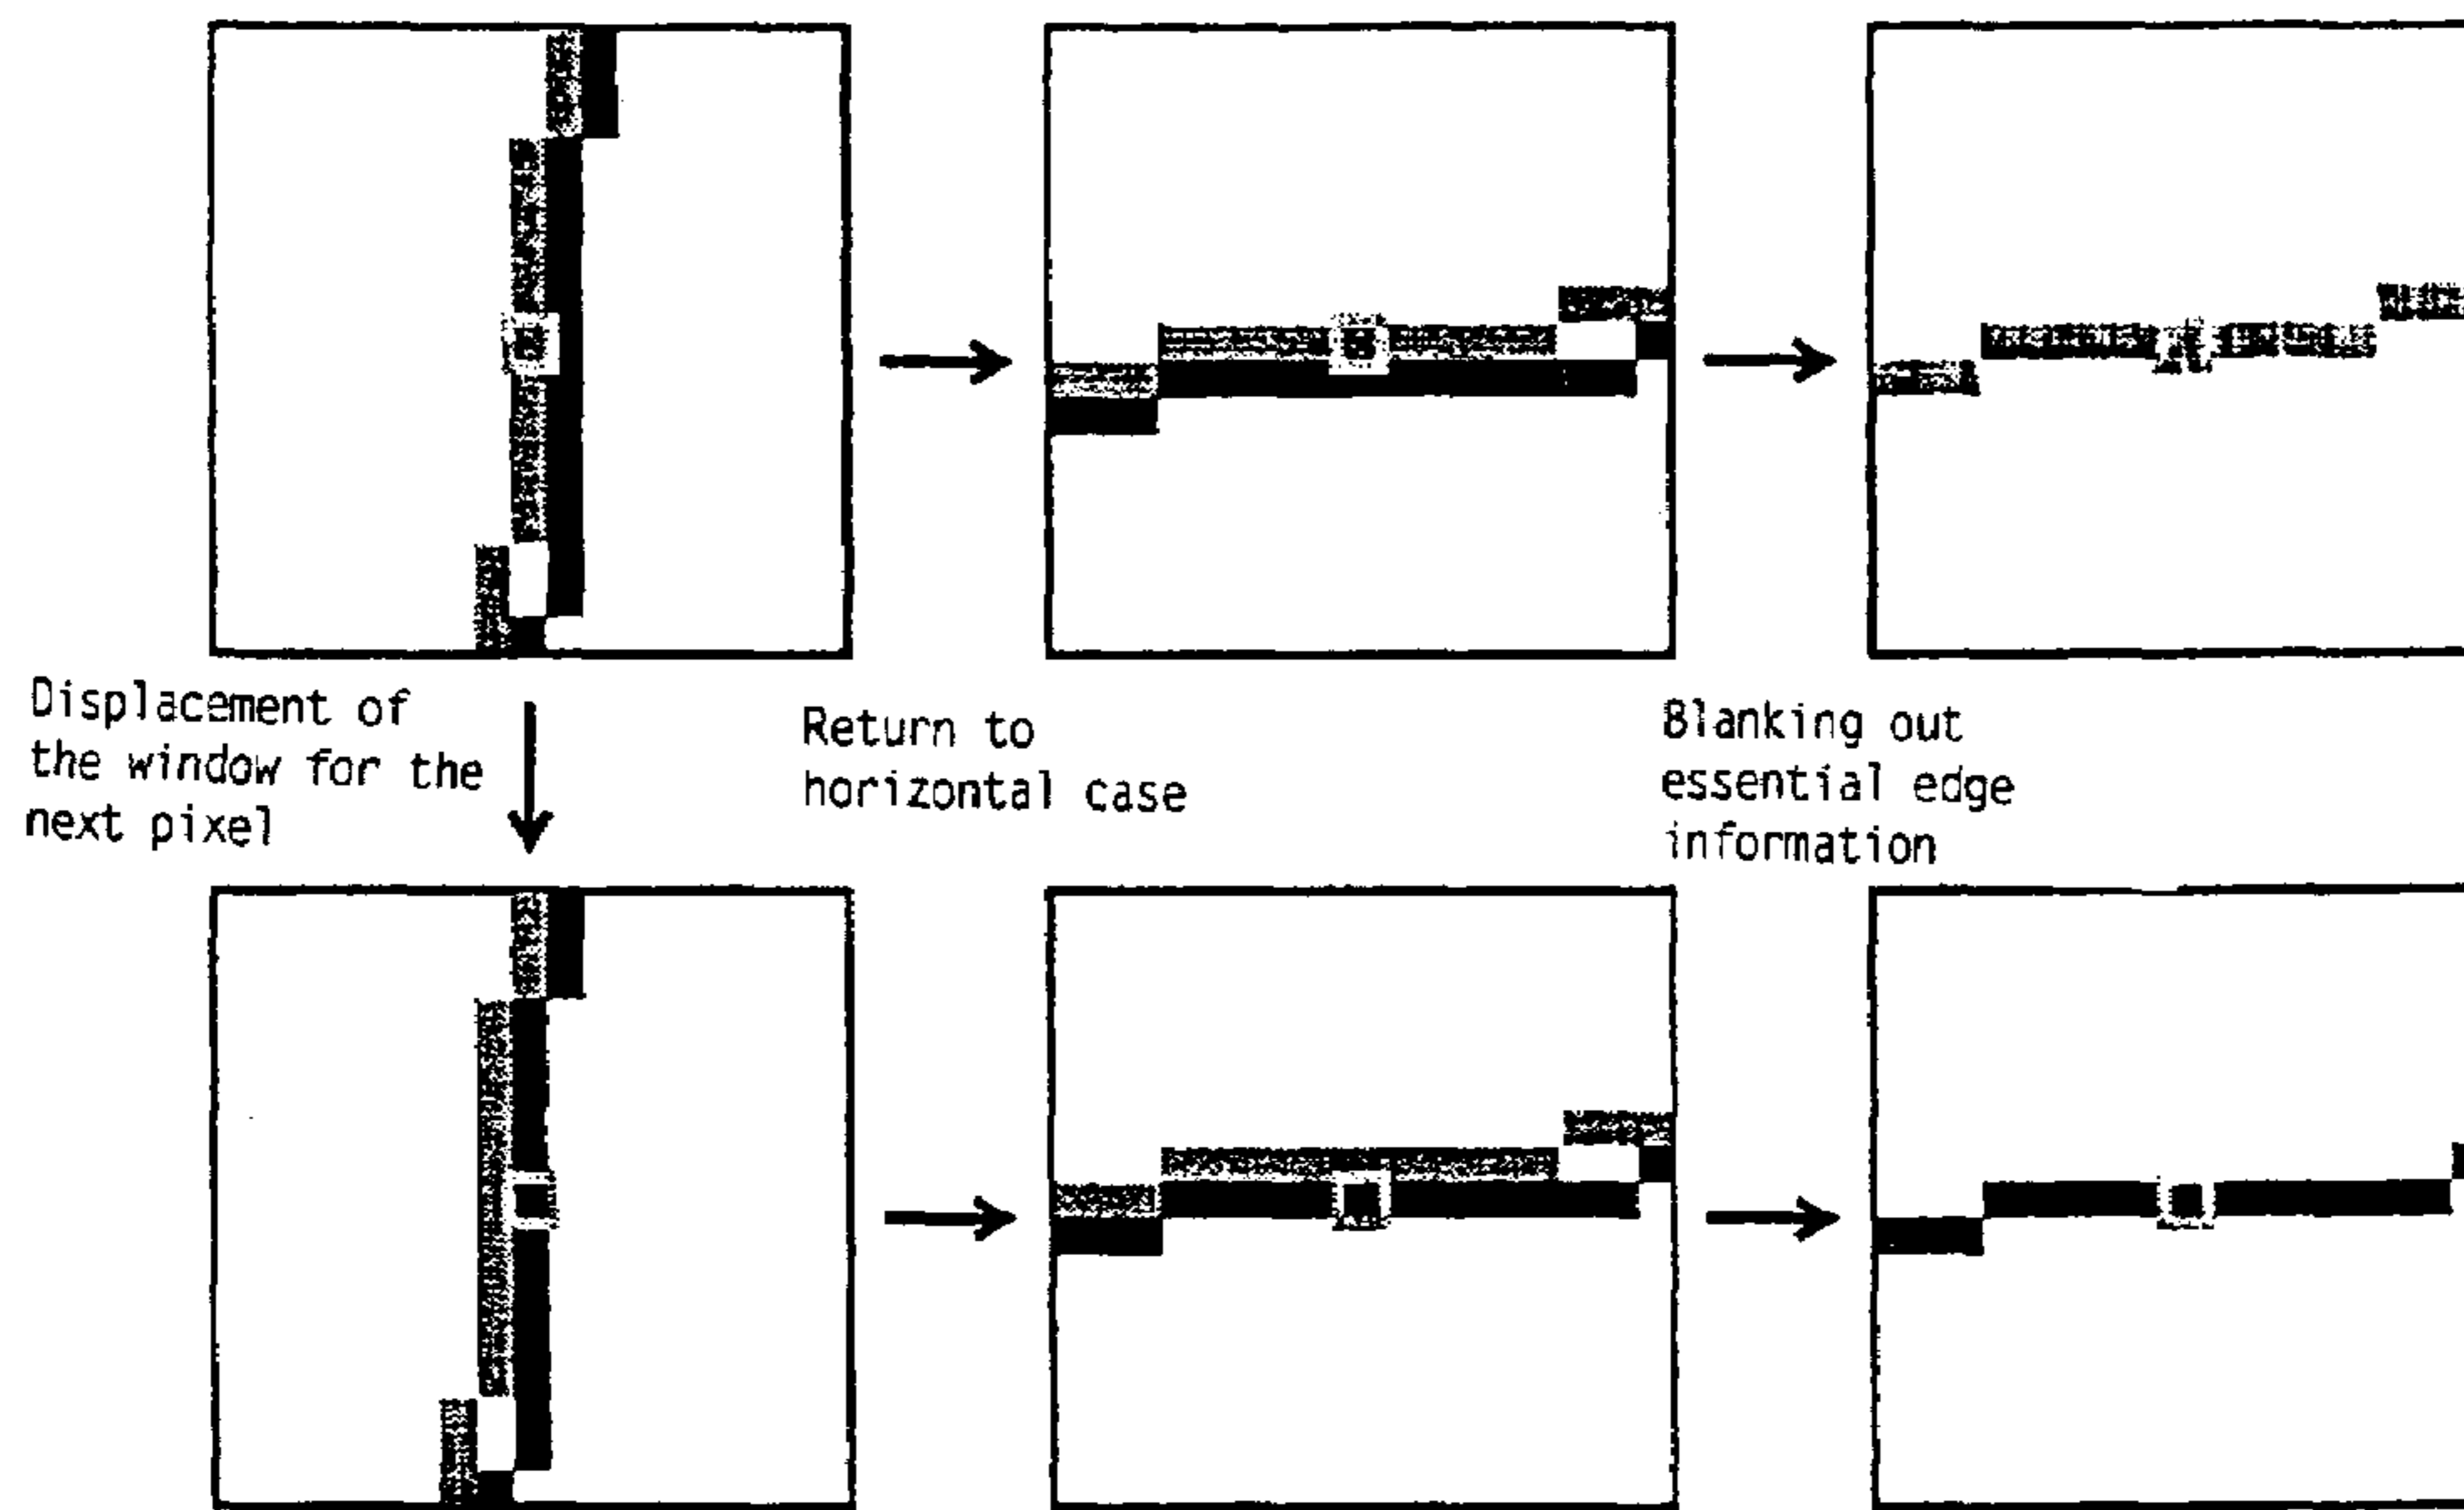 Displacement of
the window for the
next pixel
Return to
horizontal case
Blanking out
essential edge
information